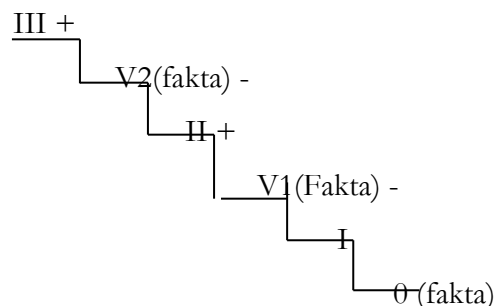 III +
V2(fakta) -
II +
V1(Fakta) -
I
0 (fakta)